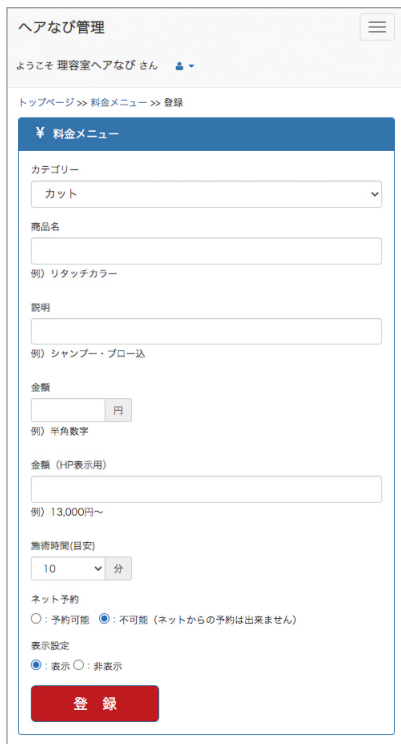 ヘアなび管理
ようこそ 理容室ヘアなび さん
トップページ >> 料金メニュー >> 登録
¥ 料金メニュー
カテゴリー
カット
商品名
例）リタッチカラー
説明
例）シャンプー・ブロー込
金額
円
例）半角数字
金額（HP表示用）
例）13,000円〜
施術時間(目安)
10 分
ネット予約
：予約可能 ：不可能（ネットからの予約は出来ません）
表示設定
：表示 ：非表示
登 録